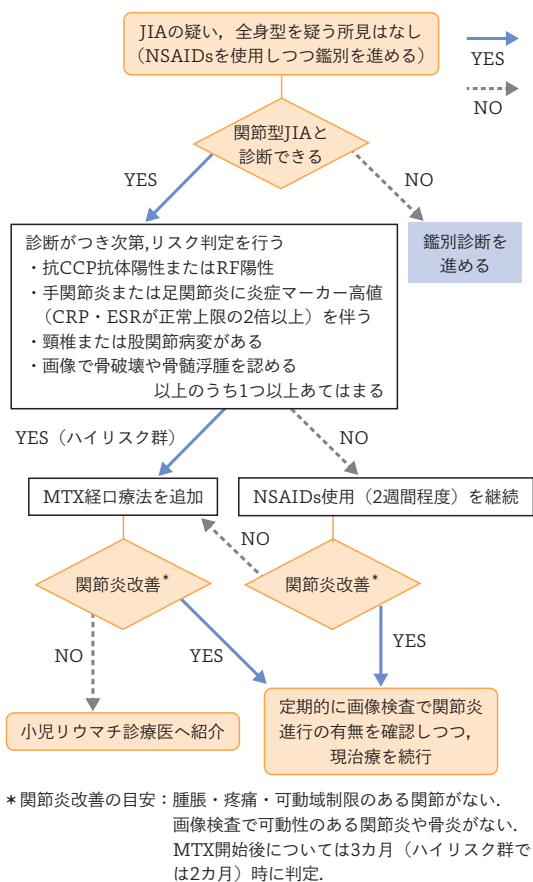 JIAの疑い，全身型を疑う所見はなし
（NSAIDsを使用しつつ鑑別を進める）
YES
NO
関節型JIAと
診断できる
YES
NO
診断がつき次第,リスク判定を行う
・抗CCP抗体陽性またはRF陽性
・手関節炎または足関節炎に炎症マーカー高値
（CRP・ESRが正常上限の2倍以上）を伴う
・頸椎または股関節病変がある
・画像で骨破壊や骨髄浮腫を認める
以上のうち1つ以上あてはまる
鑑別診断を
進める
YES（ハイリスク群）
NO
MTX経口療法を追加
NSAIDs使用（2週間程度）を継続
NO
関節炎改善*
関節炎改善*
NO
YES
YES
小児リウマチ診療医へ紹介
定期的に画像検査で関節炎
進行の有無を確認しつつ，
現治療を続行
＊関節炎改善の目安：腫脹・疼痛・可動域制限のある関節がない．
画像検査で可動性のある関節炎や骨炎がない．
MTX開始後については3カ月（ハイリスク群で
は2カ月）時に判定．